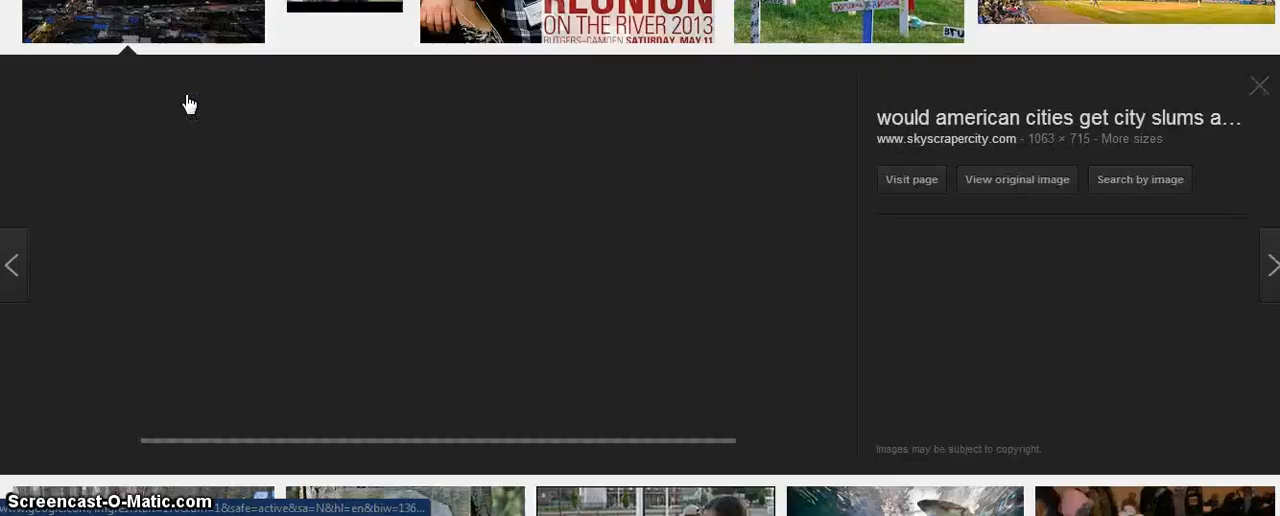 REUNION
ON THE RIVER 2013
RUTGERS-CAMDEN SATURDAY, MAY 11
would american cities get city slums a...
www.skyscrapercity.com - 1063 × 715 - More sizes
Visit page
View original image
Search by image
Images may be subject to copyright.
Screencast-O-Matic.com